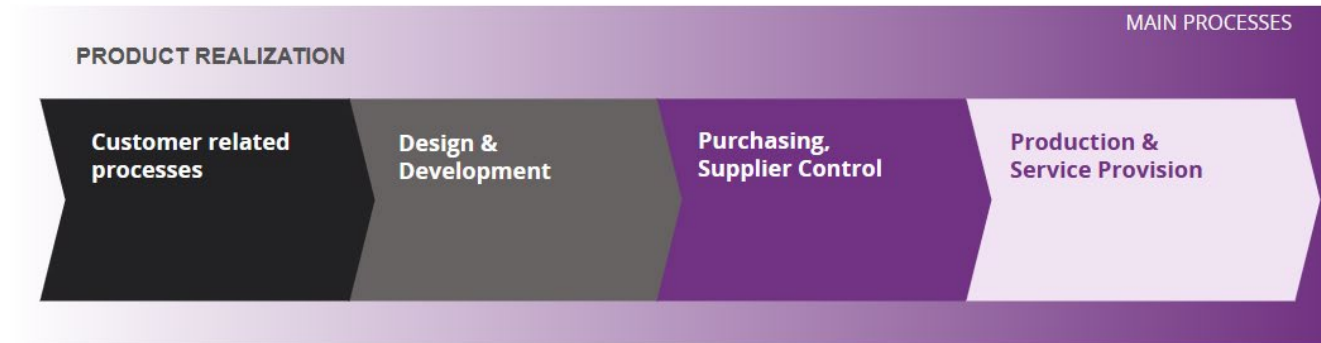 MAIN PROCESSES
PRODUCT REALIZATION
Customer related
processes
Design &
Development
Purchasing,
Supplier Control
Production &
Service Provision